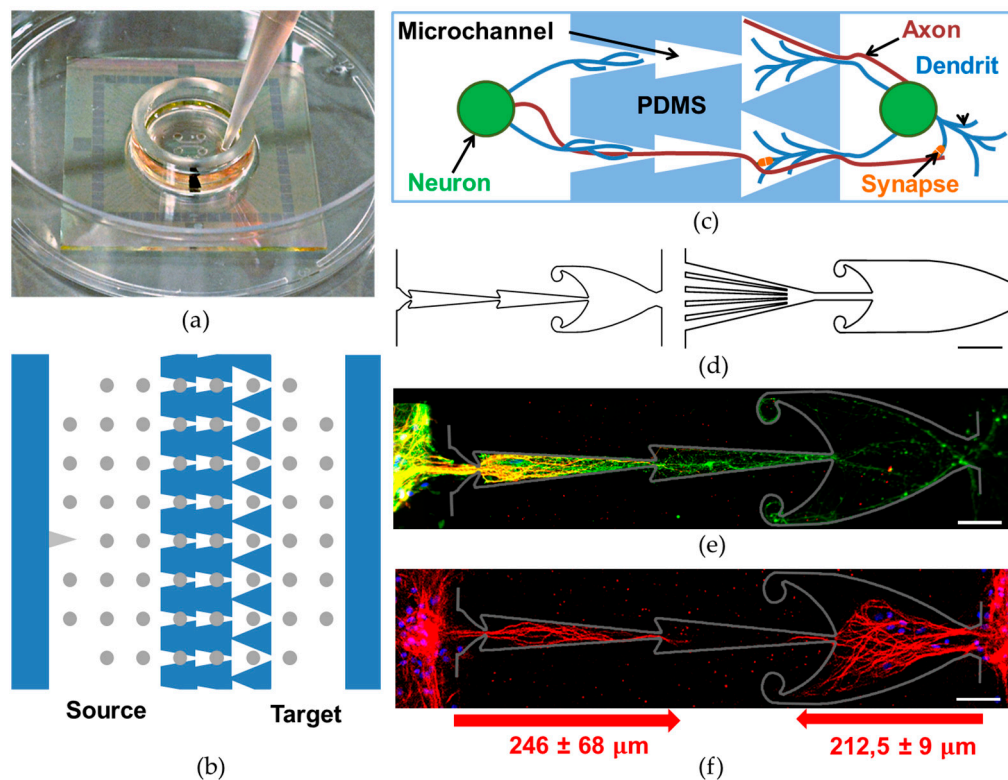 (a)
Source
Target
(b)
Microchannel
Axon
Dendrit
PDMS
Neuron
Synapse
(c)
(d)
(e)
246 ± 68 μm
212,5 ± 9 μm
(f)